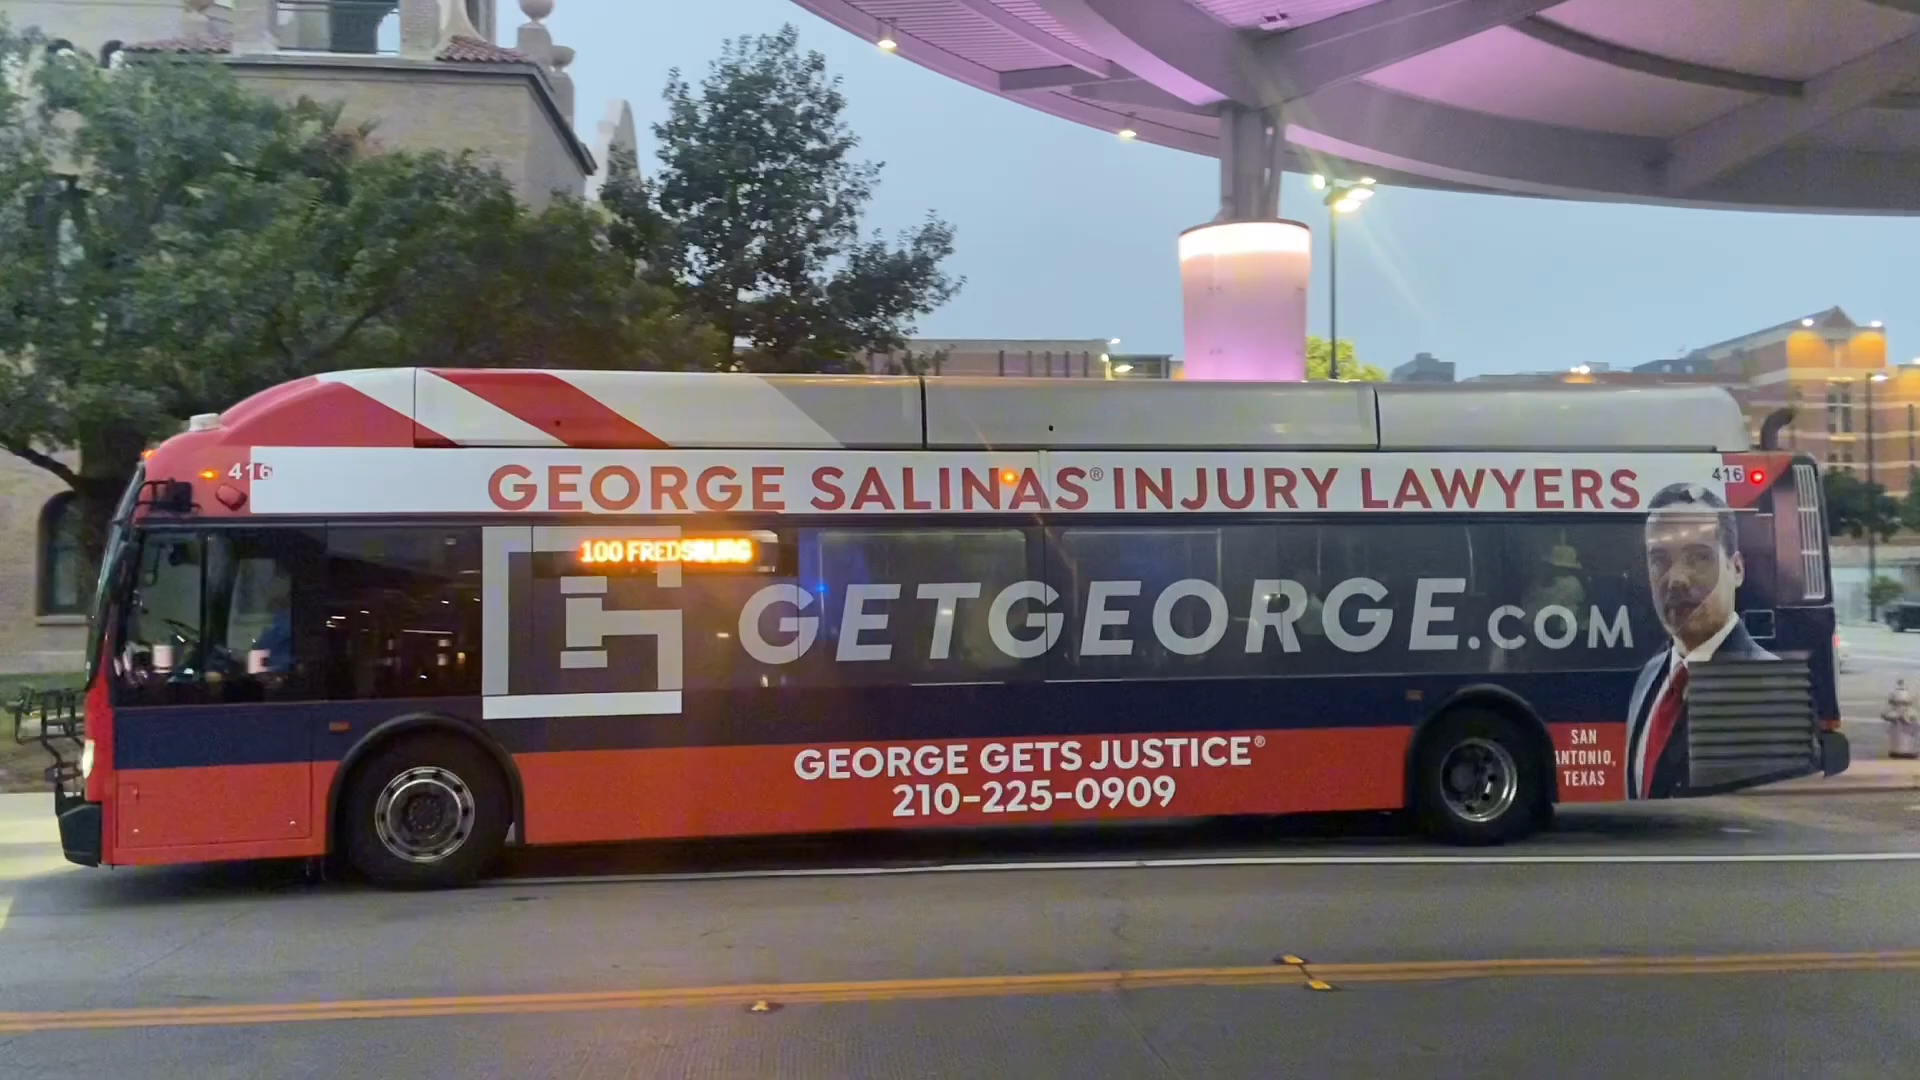 416
GEORGE SALINAS® INJURY LAWYERS
416
100 FREDSBURG
G
GETGEORGE.COM
GEORGE GETS JUSTICE®
210-225-0909
SAN
ANTONIO,
TEXAS